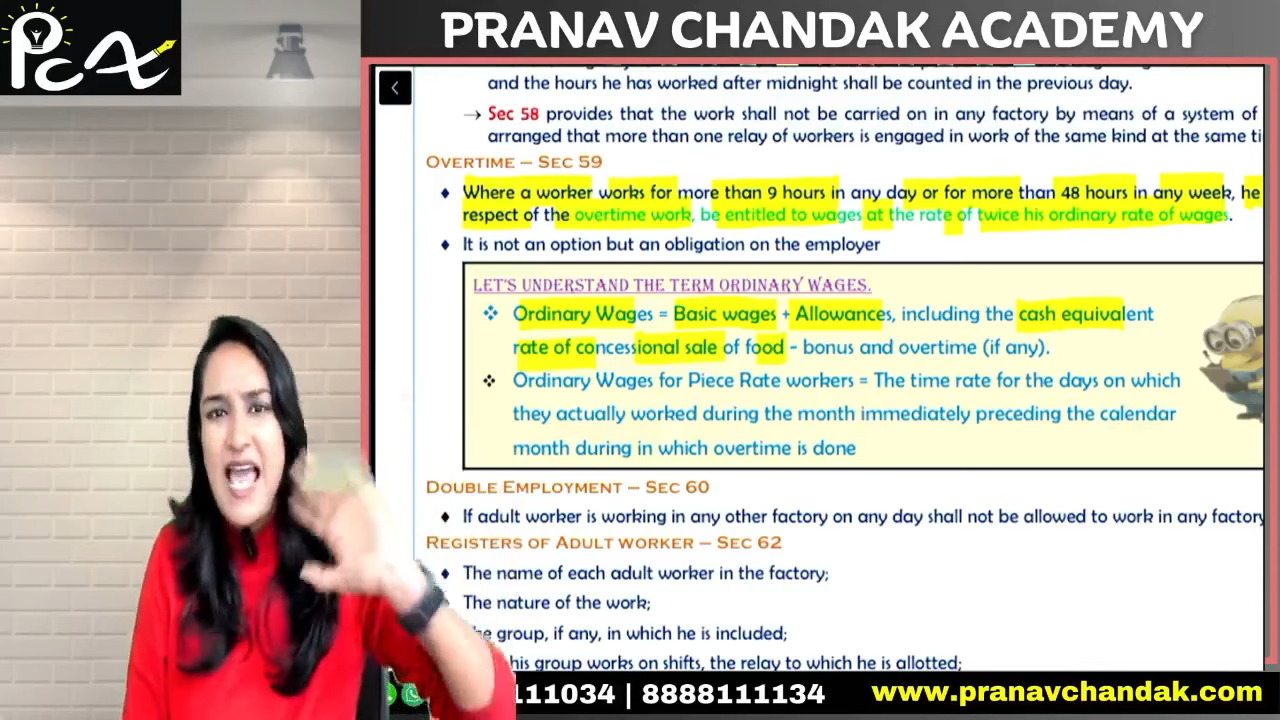 PCA
PRANAV CHANDAK ACADEMY
and the hours he has worked after midnight shall be counted in the previous day.
→ Sec 58 provides that the work shall not be carried on in any factory by means of a system of
arranged that more than one relay of workers is engaged in work of the same kind at the same ti
OVERTIME – SEC 59
♦ Where a worker works for more than 9 hours in any day or for more than 48 hours in any week, he
respect of the overtime work, be entitled to wages at the rate of twice his ordinary rate of wages.
♦ It is not an option but an obligation on the employer
LET'S UNDERSTAND THE TERM ORDINARY WAGES.
❖ Ordinary Wages = Basic wages + Allowances, including the cash equivalent
rate of concessional sale of food - bonus and overtime (if any).
❖ Ordinary Wages for Piece Rate workers = The time rate for the days on which
they actually worked during the month immediately preceding the calendar
month during in which overtime is done
DOUBLE EMPLOYMENT – SEC 60
♦ If adult worker is working in any other factory on any day shall not be allowed to work in any factory
REGISTERS OF ADULT WORKER – SEC 62
♦ The name of each adult worker in the factory;
The nature of the work;
he group, if any, in which he is included;
his group works on shifts, the relay to which he is allotted;
111034 | 8888111134
www.pranavchandak.com